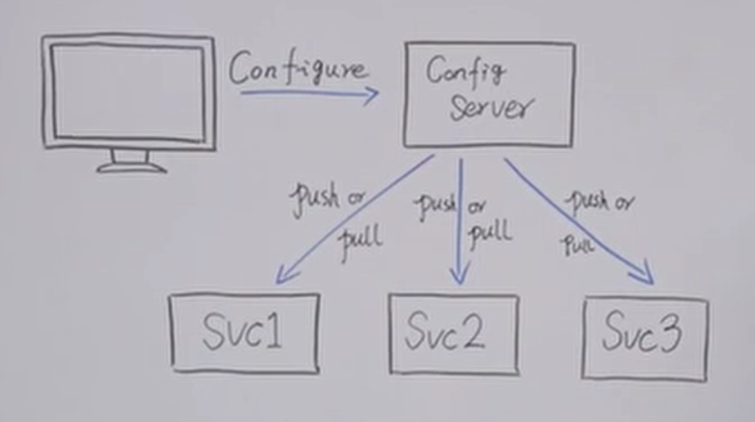 Configure
Config
Server
push or
pull
push or
pull
push or
pull
Svc1
Svc2
Svc3